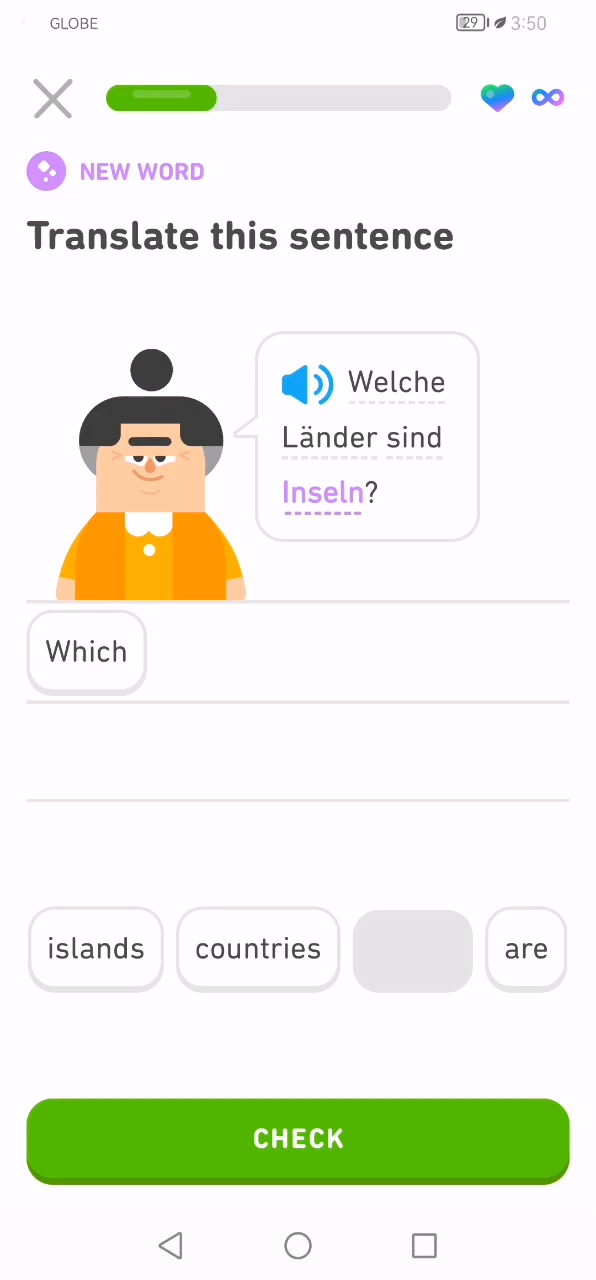 GLOBE
29
3:50
NEW WORD
Translate this sentence
Welche
Länder sind
Inseln?
Which
islands countries are
CHECK